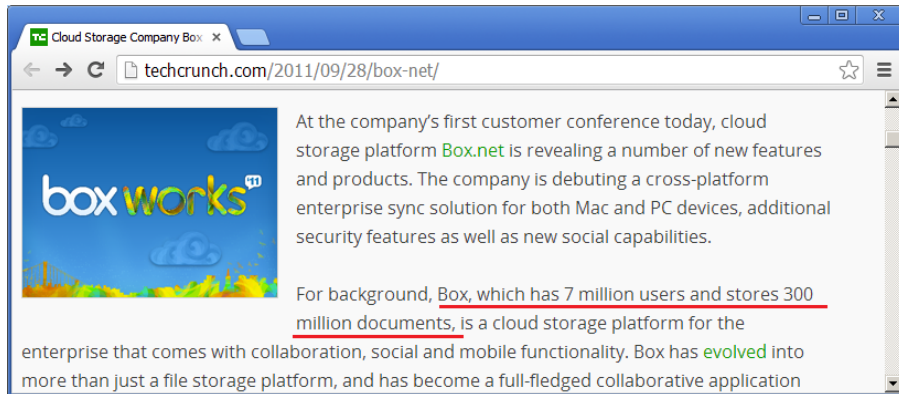 Cloud Storage Company Box
techcrunch.com/2011/09/28/box-net/
box works 11
At the company's first customer conference today, cloud
storage platform Box.net is revealing a number of new features
and products. The company is debuting a cross-platform
enterprise sync solution for both Mac and PC devices, additional
security features as well as new social capabilities.
For background, Box, which has 7 million users and stores 300
million documents, is a cloud storage platform for the
enterprise that comes with collaboration, social and mobile functionality. Box has evolved into
more than just a file storage platform, and has become a full-fledged collaborative application